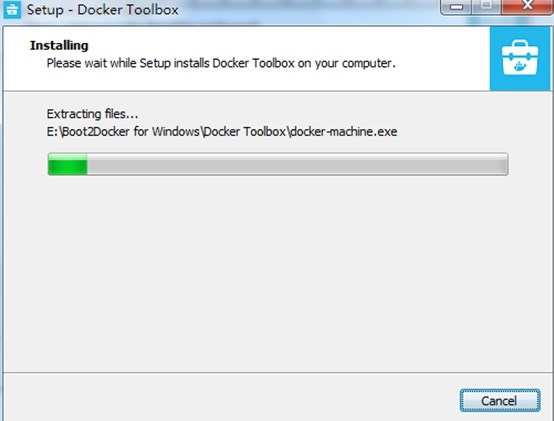 Setup - Docker Toolbox
Installing
Please wait while Setup installs Docker Toolbox on your computer.
Extracting files...
E:\Boot2Docker for Windows\Docker Toolbox\docker-machine.exe
Cancel